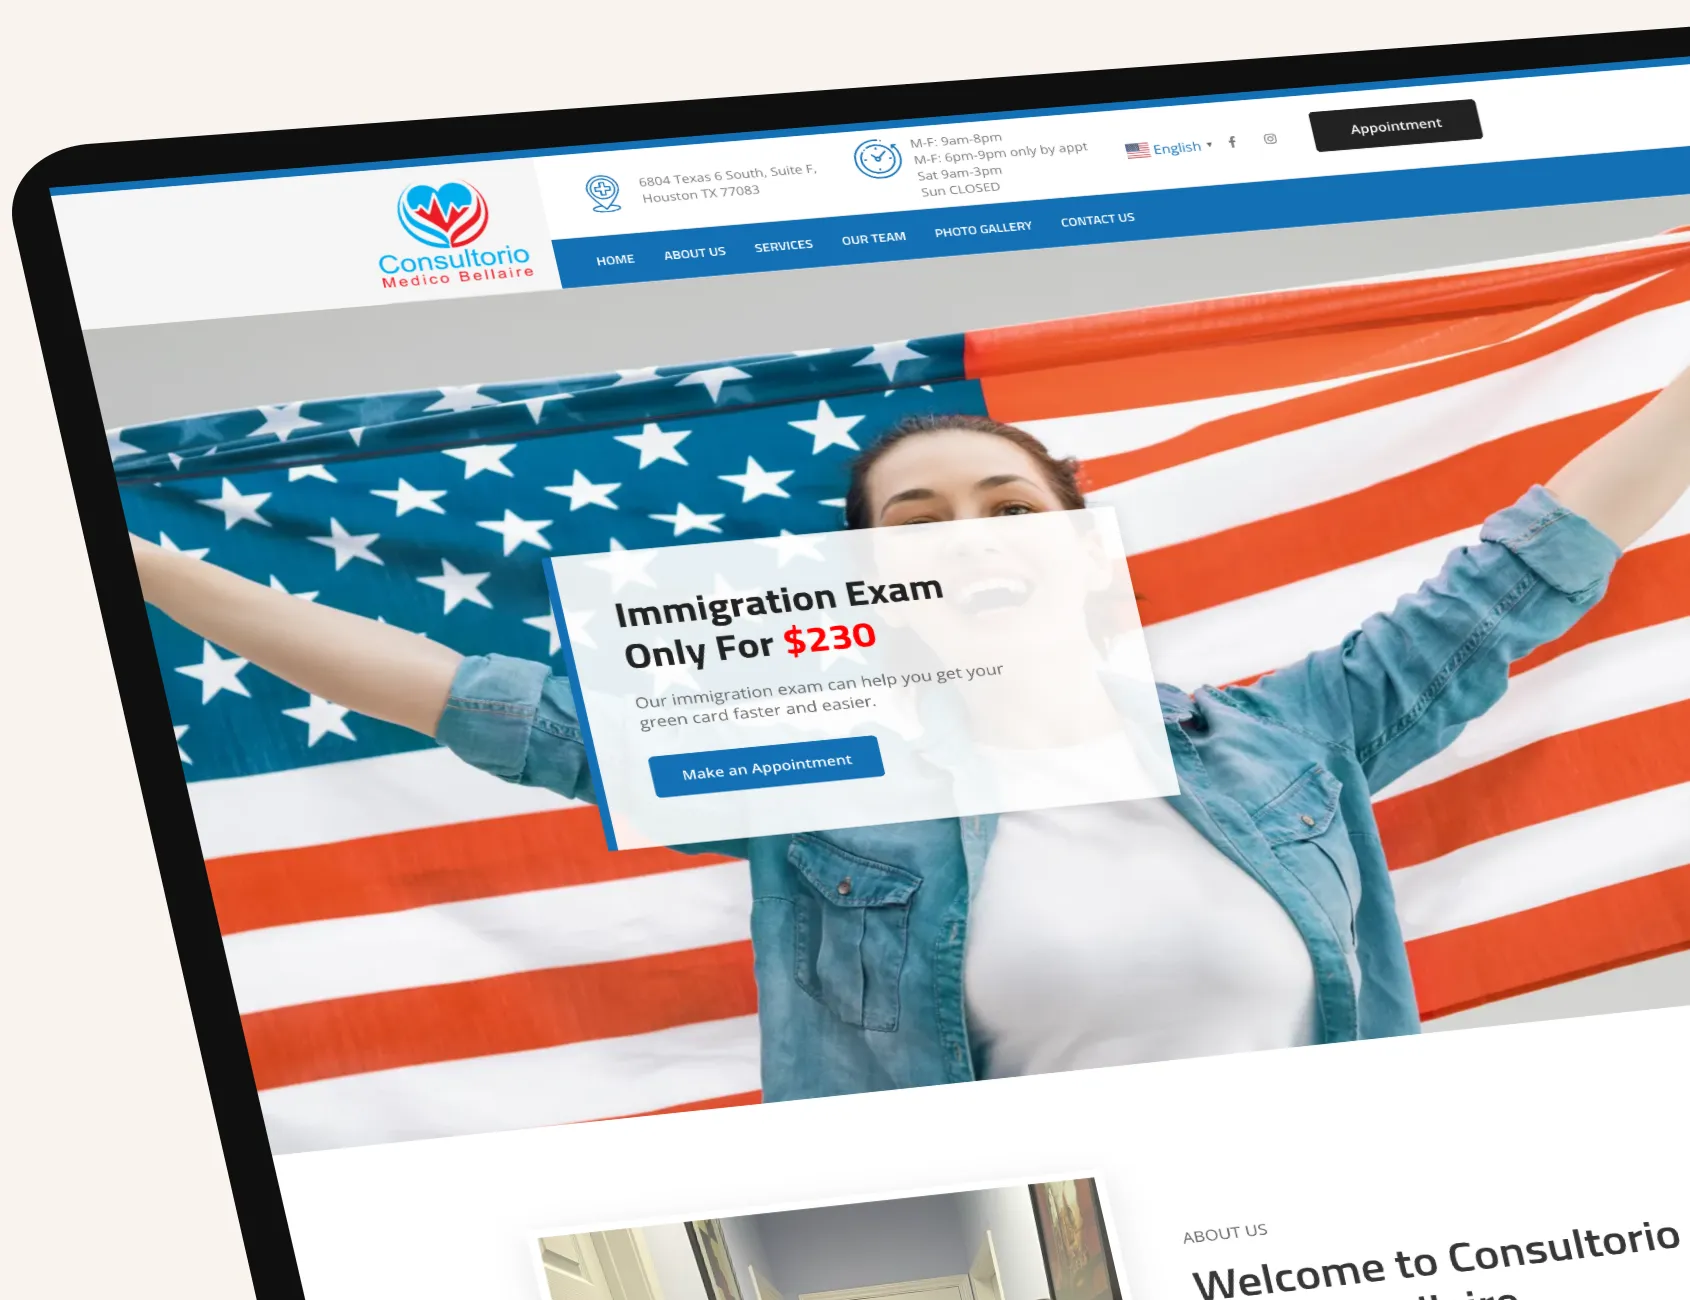 Consultorio
Medico Bellaire
6804 Texas 6 South, Suite F,
Houston TX 77083
M-F: 9am-8pm
M-F: 6pm-9pm only by appt
Sat 9am-3pm
Sun CLOSED
English
Appointment
HOME ABOUT US SERVICES OUR TEAM PHOTO GALLERY CONTACT US
Immigration Exam
Only For $230
Our immigration exam can help you get your
green card faster and easier.
Make an Appointment
ABOUT US
Welcome to Consultorio